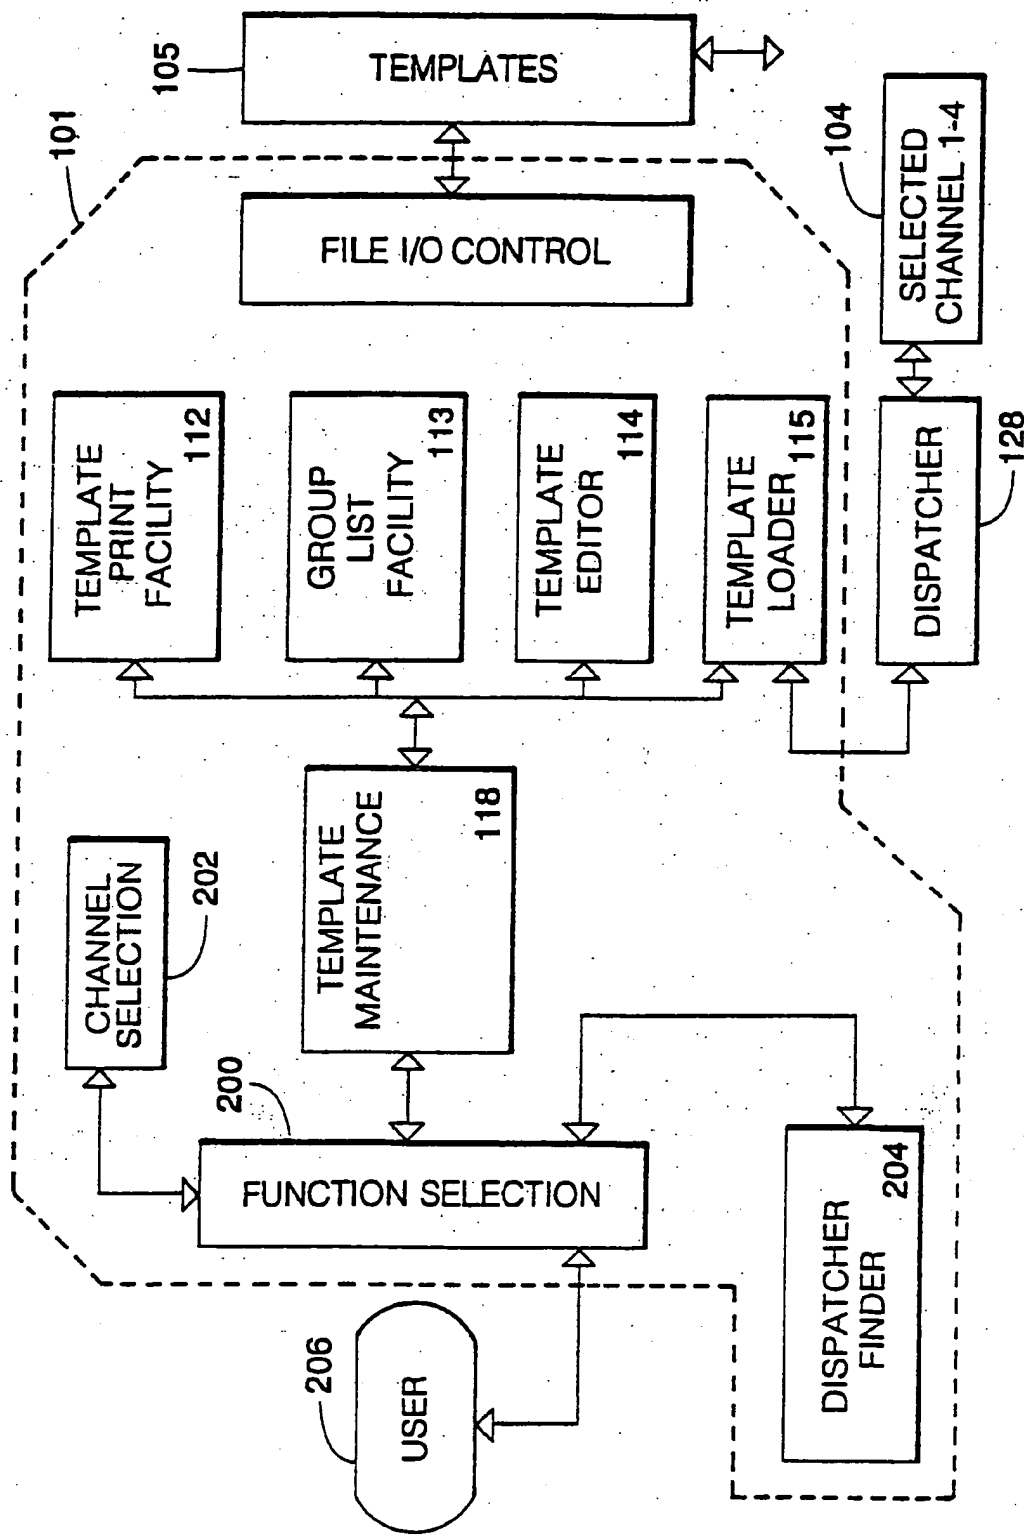 206
USER
200
FUNCTION SELECTION
CHANNEL
SELECTION
202
TEMPLATE
MAINTENANCE
118
DISPATCHER
FINDER
204
TEMPLATE
PRINT
FACILITY
112
GROUP
LIST
FACILITY
113
TEMPLATE
EDITOR
114
TEMPLATE
LOADER
115
DISPATCHER
128
SELECTED
CHANNEL 1-4
104
FILE I/O CONTROL
101
TEMPLATES
105